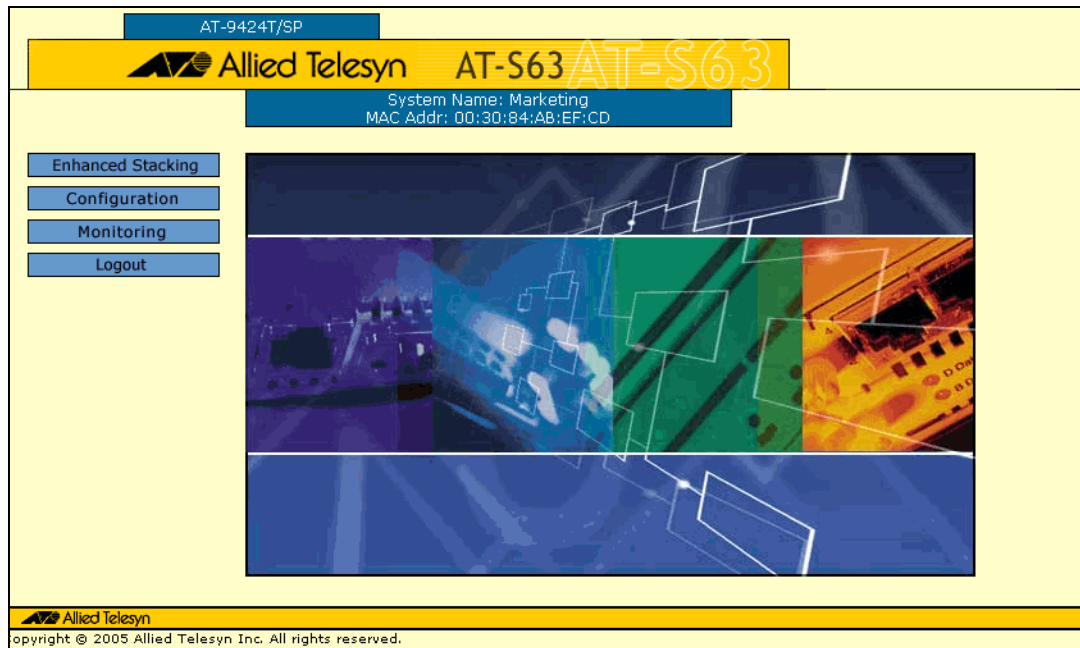 AT-9424T/SP
Allied Telesyn AT-S63 AT-S63
System Name: Marketing
MAC Addr: 00:30:84:AB:EF:CD
Enhanced Stacking
Configuration
Monitoring
Logout
D Da
B D
Allied Telesyn
opyright © 2005 Allied Telesyn Inc. All rights reserved.